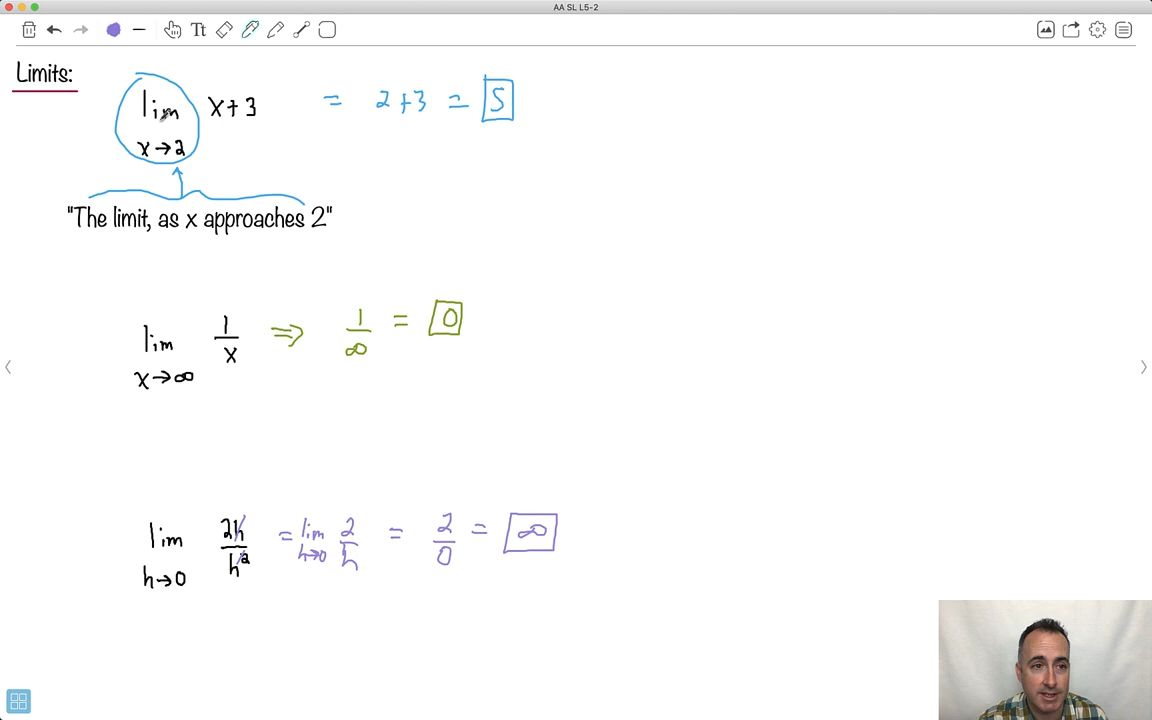 AA SL L5-2
Tt
Limits:
lim x→2 x+3 = 2+3 = 5
"The limit, as x approaches 2"
lim x→∞ 1/x ⇒ 1/∞ = 0
lim h→0 2h/h² = lim h→0 2/h = 2/0 = ∞